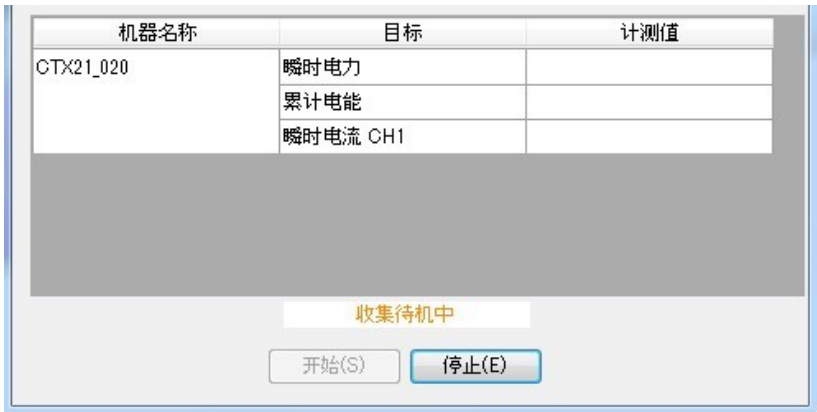 机器名称 目标 计测值
CTX21_020 瞬时电力
累计电能
瞬时电流 CH1
收集待机中
开始(S) 停止(E)